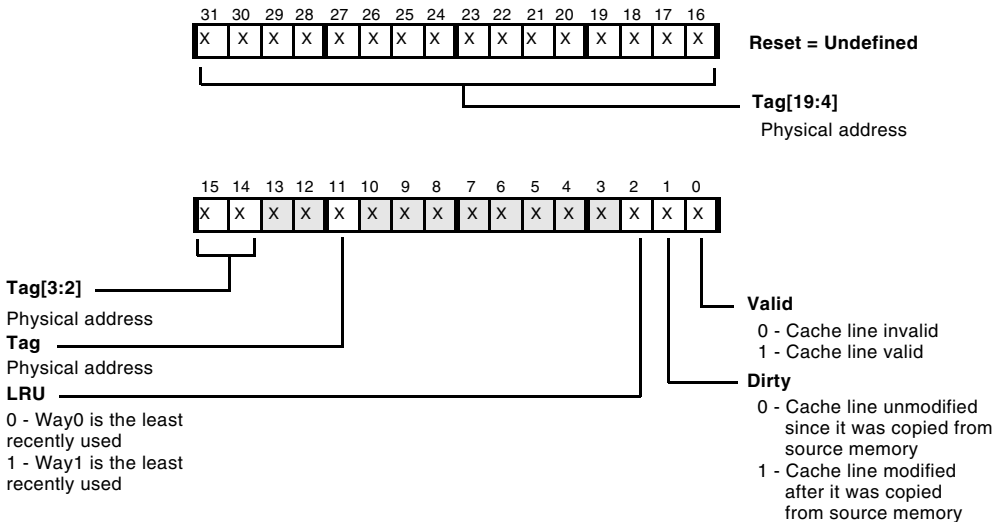 31 30 29 28 27 26 25 24 23 22 21 20 19 18 17 16
X X X X X X X X X X X X X X X X
Reset = Undefined
Tag[19:4]
Physical address
15 14 13 12 11 10 9 8 7 6 5 4 3 2 1 0
X X X X X X X X X X X X X X X X
Tag[3:2]
Physical address
Tag
Physical address
LRU
0 - Way0 is the least
recently used
1 - Way1 is the least
recently used
Valid
0 - Cache line invalid
1 - Cache line valid
Dirty
0 - Cache line unmodified
since it was copied from
source memory
1 - Cache line modified
after it was copied
from source memory